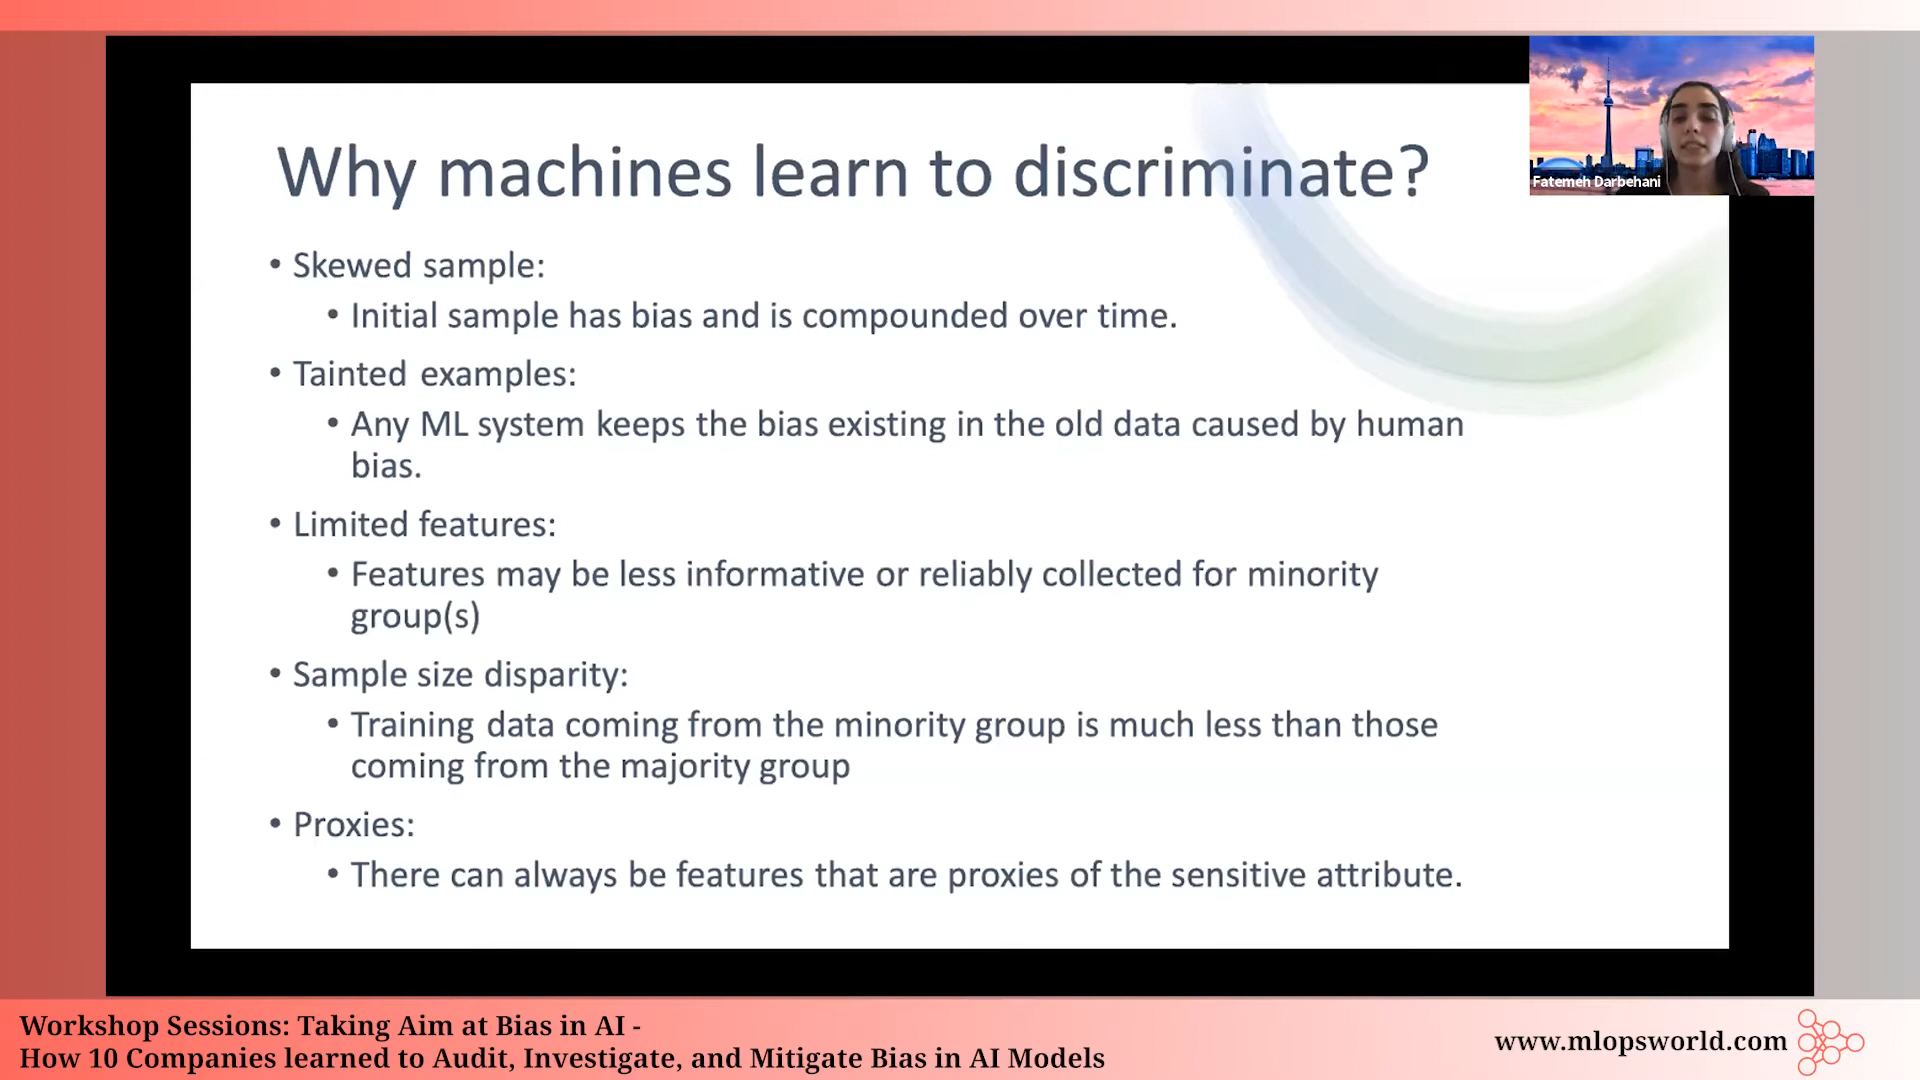 Why machines learn to discriminate?
Fatemeh Darbehani
• Skewed sample:
• Initial sample has bias and is compounded over time.
• Tainted examples:
• Any ML system keeps the bias existing in the old data caused by human
bias.
• Limited features:
• Features may be less informative or reliably collected for minority
group(s)
• Sample size disparity:
• Training data coming from the minority group is much less than those
coming from the majority group
• Proxies:
• There can always be features that are proxies of the sensitive attribute.
Workshop Sessions: Taking Aim at Bias in AI -
How 10 Companies learned to Audit, Investigate, and Mitigate Bias in AI Models
www.mlopsworld.com